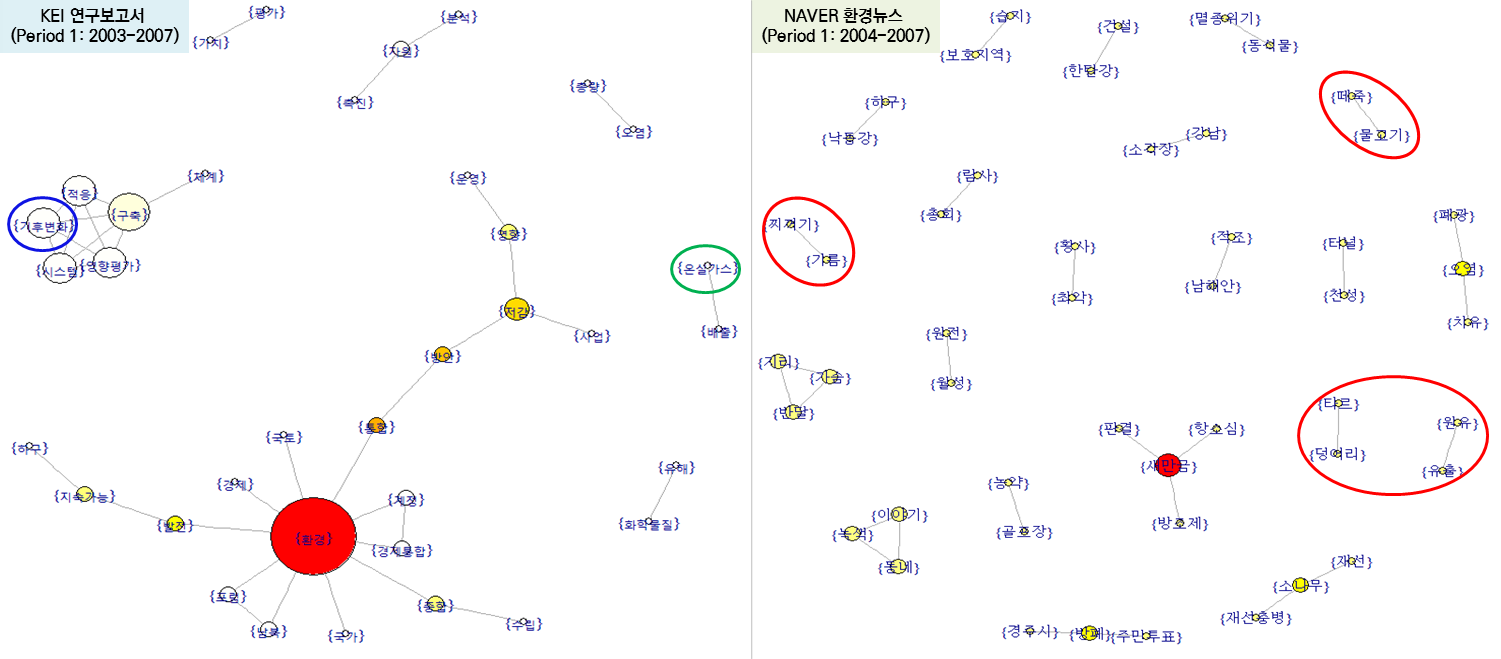 KEI 연구보고서
(Period 1: 2003-2007)
{평가}
{가치}
{분석}
{자원}
{촉진}
{총량}
{오염}
{체계}
{적응}
{구축}
{기후변화}
{시스템}
{영향평가}
{운영}
{영향}
{온실가스}
{배출}
{저감}
{사업}
{방안}
{통합}
{국토}
{하구}
{경제}
{지속가능}
{발전}
{계정}
{환경}
{경제통합}
{유해}
{화학물질}
{포럼}
{남북}
{국가}
{종합}
{수립}
NAVER 환경뉴스
(Period 1: 2004-2007)
{습지}
{보호지역}
{건설}
{한탄강}
{멸종위기}
{동식물}
{떼죽}
{물고기}
{하구}
{낙동강}
{강남}
{소각장}
{람사}
{총회}
{찌꺼기}
{기름}
{황사}
{최악}
{적조}
{남해안}
{터널}
{천성}
{폐광}
{오염}
{치유}
{원전}
{월성}
{지리}
{가슴}
{반달}
{타르}
{덩어리}
{원유}
{유출}
{판결}
{항소심}
{새만금}
{방조제}
{농약}
{골프장}
{이야기}
{녹색}
{동네}
{재선}
{소나무}
{재선충병}
{경주시}
{방폐}
{주민투표}